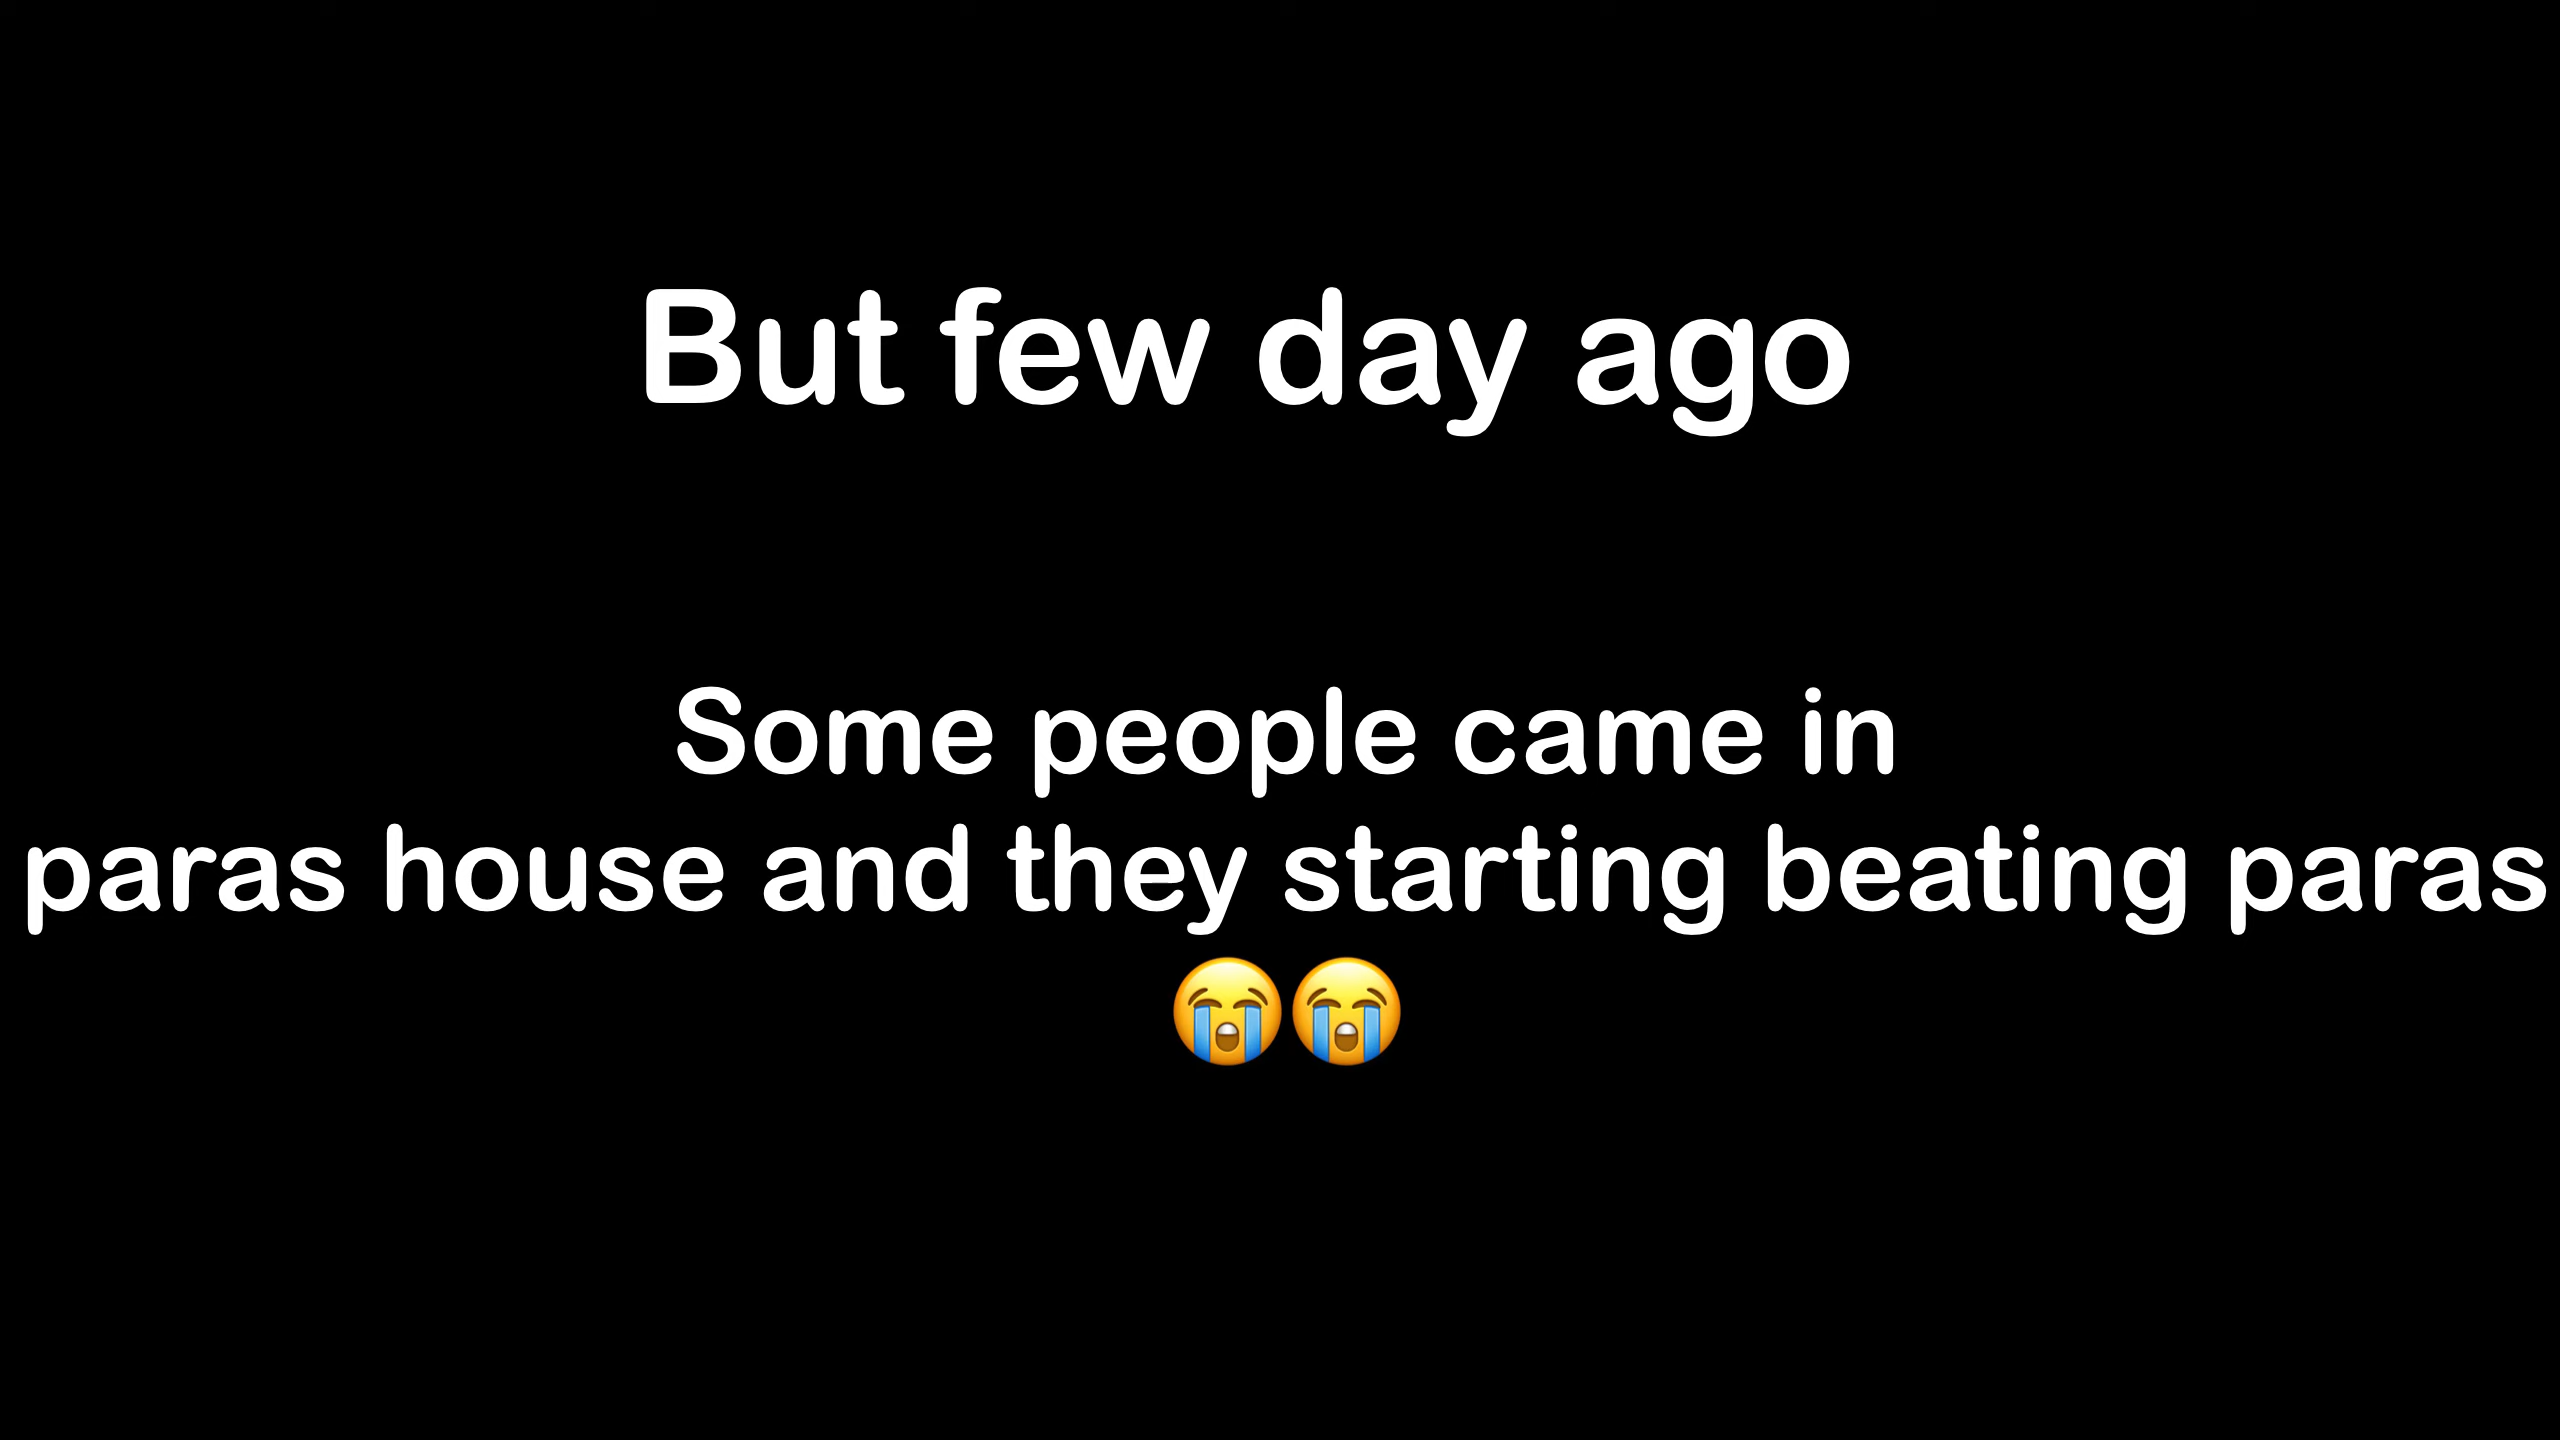 But few day ago
Some people came in
paras house and they starting beating paras
😭😭